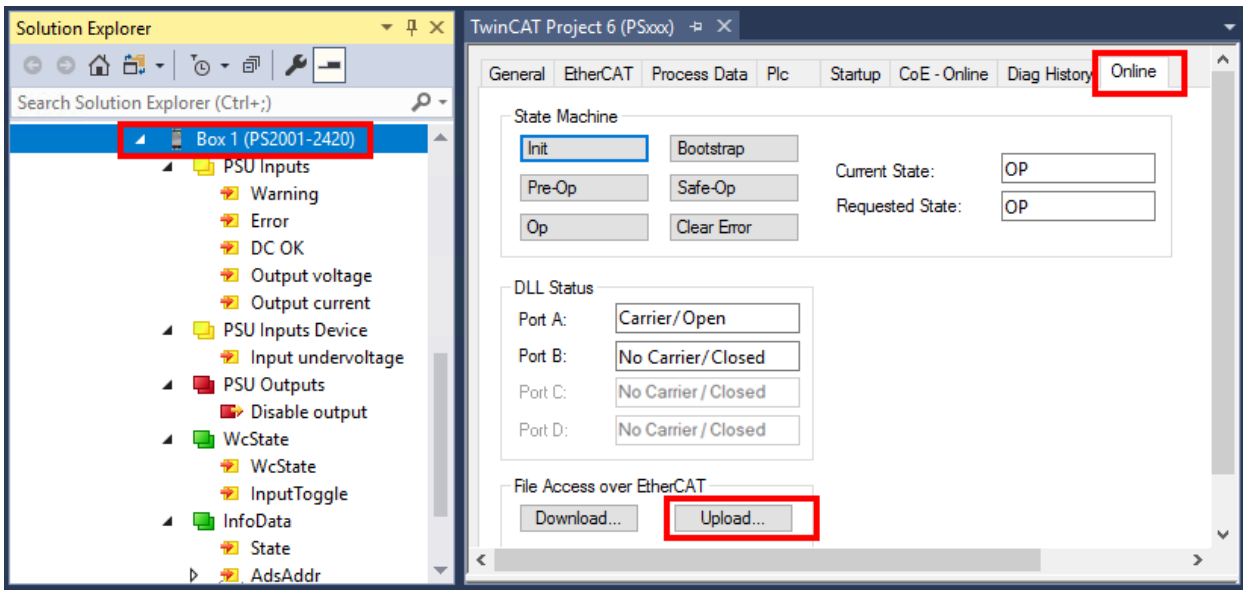 Solution Explorer
Search Solution Explorer (Ctrl+;)
Box 1 (PS2001-2420)
PSU Inputs
Warning
Error
DC OK
Output voltage
Output current
PSU Inputs Device
Input undervoltage
PSU Outputs
Disable output
WcState
WcState
InputToggle
InfoData
State
AdsAddr
TwinCAT Project 6 (PSxxx)
General EtherCAT Process Data Plc Startup CoE - Online Diag History Online
State Machine
Init Bootstrap
Pre-Op Safe-Op
Op Clear Error
Current State: OP
Requested State: OP
DLL Status
Port A: Carrier / Open
Port B: No Carrier / Closed
Port C: No Carrier / Closed
Port D: No Carrier / Closed
File Access over EtherCAT
Download... Upload...